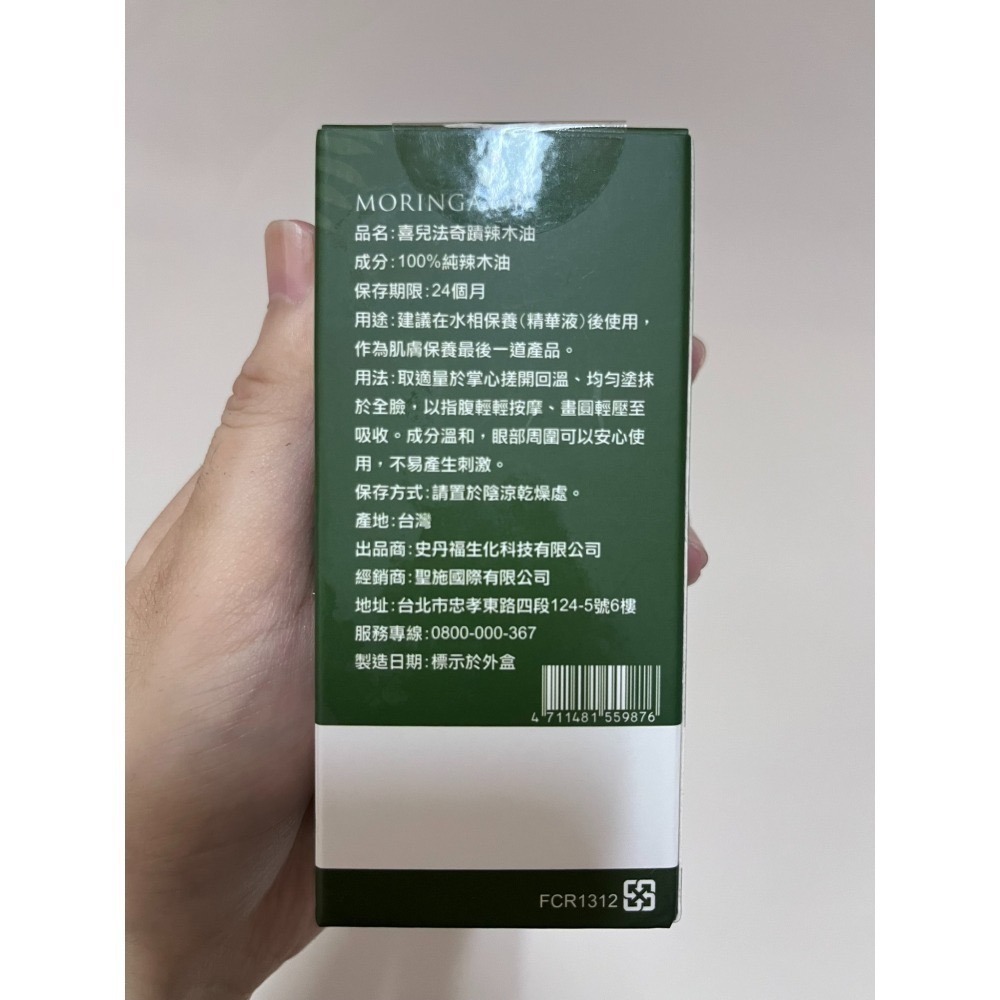 MORINGA OIL
品名:喜兒法奇蹟辣木油
成分:100%純辣木油
保存期限:24個月
用途:建議在水相保養(精華液)後使用，
作為肌膚保養最後一道產品。
用法:取適量於掌心搓開回溫、均勻塗抹
於全臉，以指腹輕輕按摩、畫圓輕壓至
吸收。成分溫和，眼部周圍可以安心使
用，不易產生刺激。
保存方式:請置於陰涼乾燥處。
產地:台灣
出品商:史丹福生化科技有限公司
經銷商:聖施國際有限公司
地址:台北市忠孝東路四段124-5號6樓
服務專線:0800-000-367
製造日期:標示於外盒
4 711481 559876
FCR1312